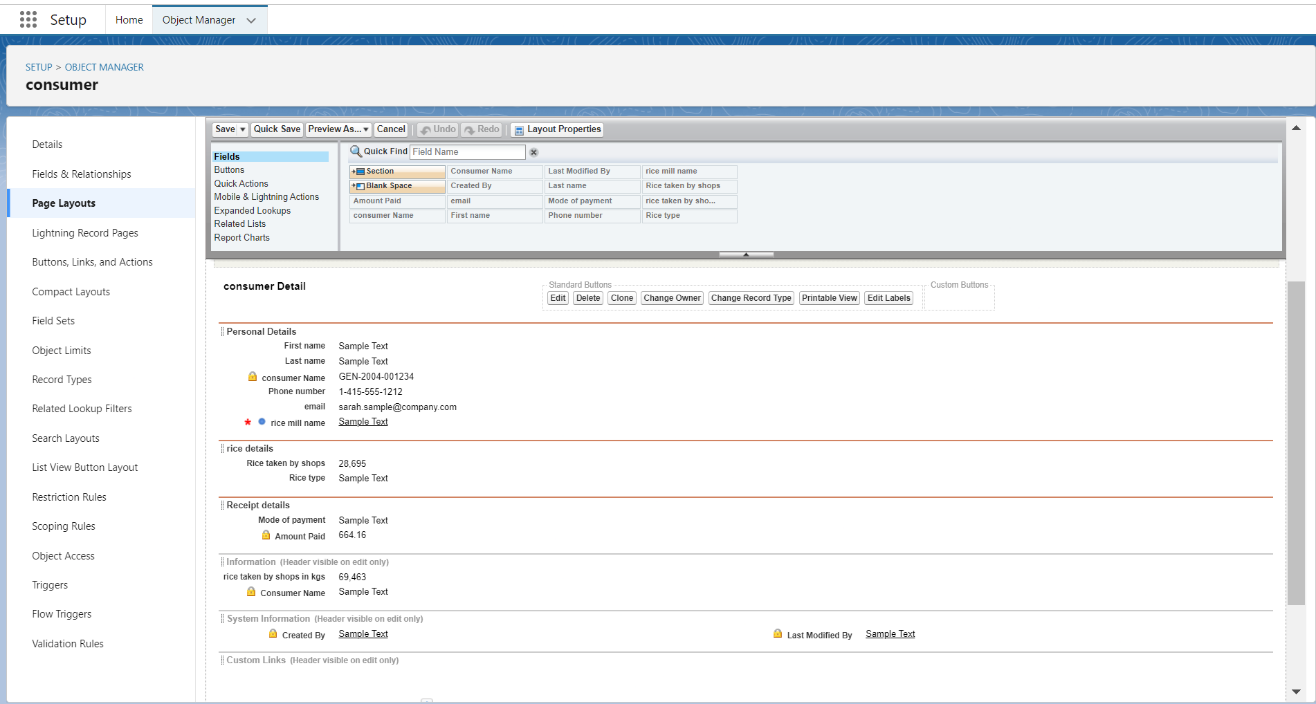 Setup
Home
Object Manager
SETUP > OBJECT MANAGER
consumer
Details
Fields & Relationships
Page Layouts
Lightning Record Pages
Buttons, Links, and Actions
Compact Layouts
Field Sets
Object Limits
Record Types
Related Lookup Filters
Search Layouts
List View Button Layout
Restriction Rules
Scoping Rules
Object Access
Triggers
Flow Triggers
Validation Rules
Save Quick Save Preview As... Cancel Undo Redo Layout Properties
Fields
Buttons
Quick Actions
Mobile & Lightning Actions
Expanded Lookups
Related Lists
Report Charts
Quick Find Field Name
Section Consumer Name Last Modified By rice mill name
Blank Space Created By Last name Rice taken by shops
Amount Paid email Mode of payment rice taken by sho...
consumer Name First name Phone number Rice type
consumer Detail
Standard Buttons
Edit Delete Clone Change Owner Change Record Type Printable View Edit Labels
Custom Buttons
Personal Details
First name Sample Text
Last name Sample Text
consumer Name GEN-2004-001234
Phone number 1-415-555-1212
email sarah.sample@company.com
* rice mill name Sample Text
rice details
Rice taken by shops 28,695
Rice type Sample Text
Receipt details
Mode of payment Sample Text
Amount Paid 664.16
Information (Header visible on edit only)
rice taken by shops in kgs 69,463
Consumer Name Sample Text
System Information (Header visible on edit only)
Created By Sample Text Last Modified By Sample Text
Custom Links (Header visible on edit only)